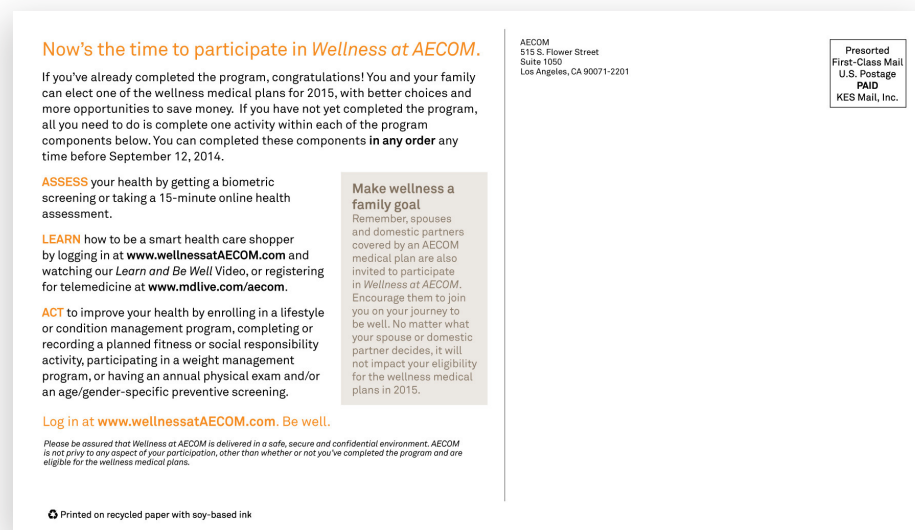 Now's the time to participate in Wellness at AECOM.
If you've already completed the program, congratulations! You and your family
can elect one of the wellness medical plans for 2015, with better choices and
more opportunities to save money. If you have not yet completed the program,
all you need to do is complete one activity within each of the program
components below. You can completed these components in any order any
time before September 12, 2014.
ASSESS your health by getting a biometric
screening or taking a 15-minute online health
assessment.
LEARN how to be a smart health care shopper
by logging in at www.wellnessatAECOM.com and
watching our Learn and Be Well Video, or registering
for telemedicine at www.mdlive.com/aecom.
ACT to improve your health by enrolling in a lifestyle
or condition management program, completing or
recording a planned fitness or social responsibility
activity, participating in a weight management
program, or having an annual physical exam and/or
an age/gender-specific preventive screening.
Make wellness a
family goal
Remember, spouses
and domestic partners
covered by an AECOM
medical plan are also
invited to participate
in Wellness at AECOM.
Encourage them to join
you on your journey to
be well. No matter what
your spouse or domestic
partner decides, it will
not impact your eligibility
for the wellness medical
plans in 2015.
Log in at www.wellnessatAECOM.com. Be well.
Please be assured that Wellness at AECOM is delivered in a safe, secure and confidential environment. AECOM
is not privy to any aspect of your participation, other than whether or not you've completed the program and are
eligible for the wellness medical plans.
Printed on recycled paper with soy-based ink
AECOM
515 S. Flower Street
Suite 1050
Los Angeles, CA 90071-2201
Presorted
First-Class Mail
U.S. Postage
PAID
KES Mail, Inc.